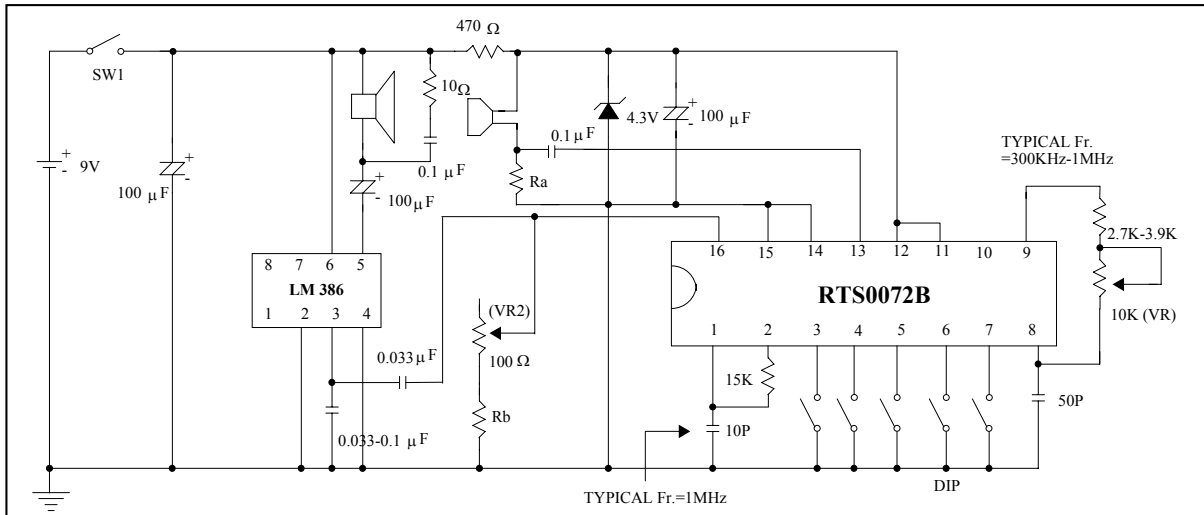 470 Ω
SW1
10Ω
4.3V
+
100 μF
-
TYPICAL Fr.
=300KHz-1MHz
+
9V
-
+
100 μF
-
0.1 μF
0.1 μF
Ra
+
100μF
-
2.7K-3.9K
16 15 14 13 12 11 10 9
8 7 6 5
LM 386
1 2 3 4
RTS0072B
10K (VR)
(VR2)
100 Ω
1 2 3 4 5 6 7 8
0.033μF
15K
50P
Rb
10P
0.033-0.1 μF
DIP
TYPICAL Fr.=1MHz